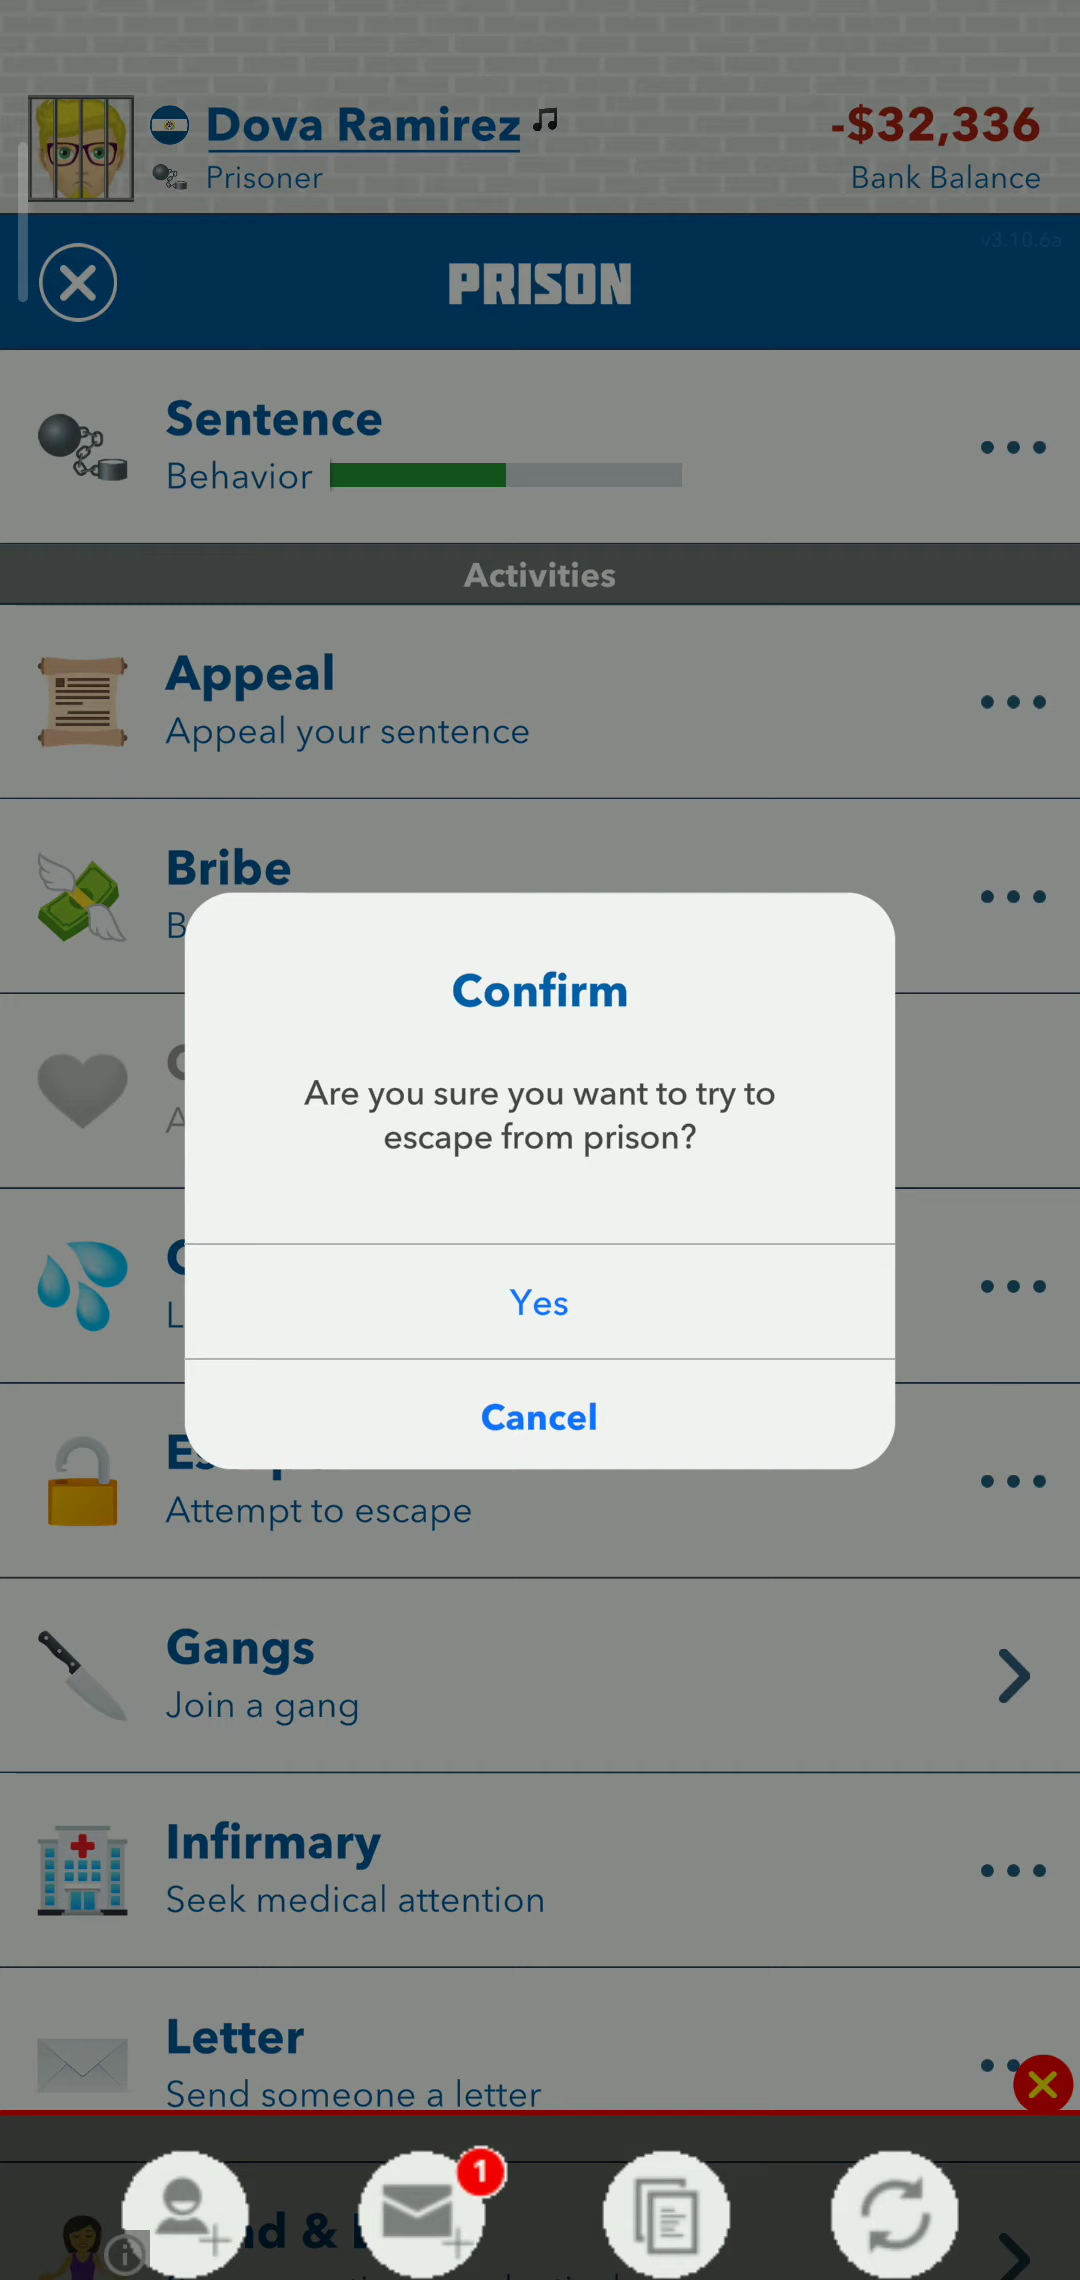 Dova Ramirez
-$32,336
Prisoner
Bank Balance
v3.10.6a
PRISON
Sentence
Behavior
Activities
Appeal
Appeal your sentence
Bribe
Confirm
Are you sure you want to try to
escape from prison?
Yes
Cancel
Attempt to escape
Gangs
Join a gang
Infirmary
Seek medical attention
Letter
Send someone a letter
1